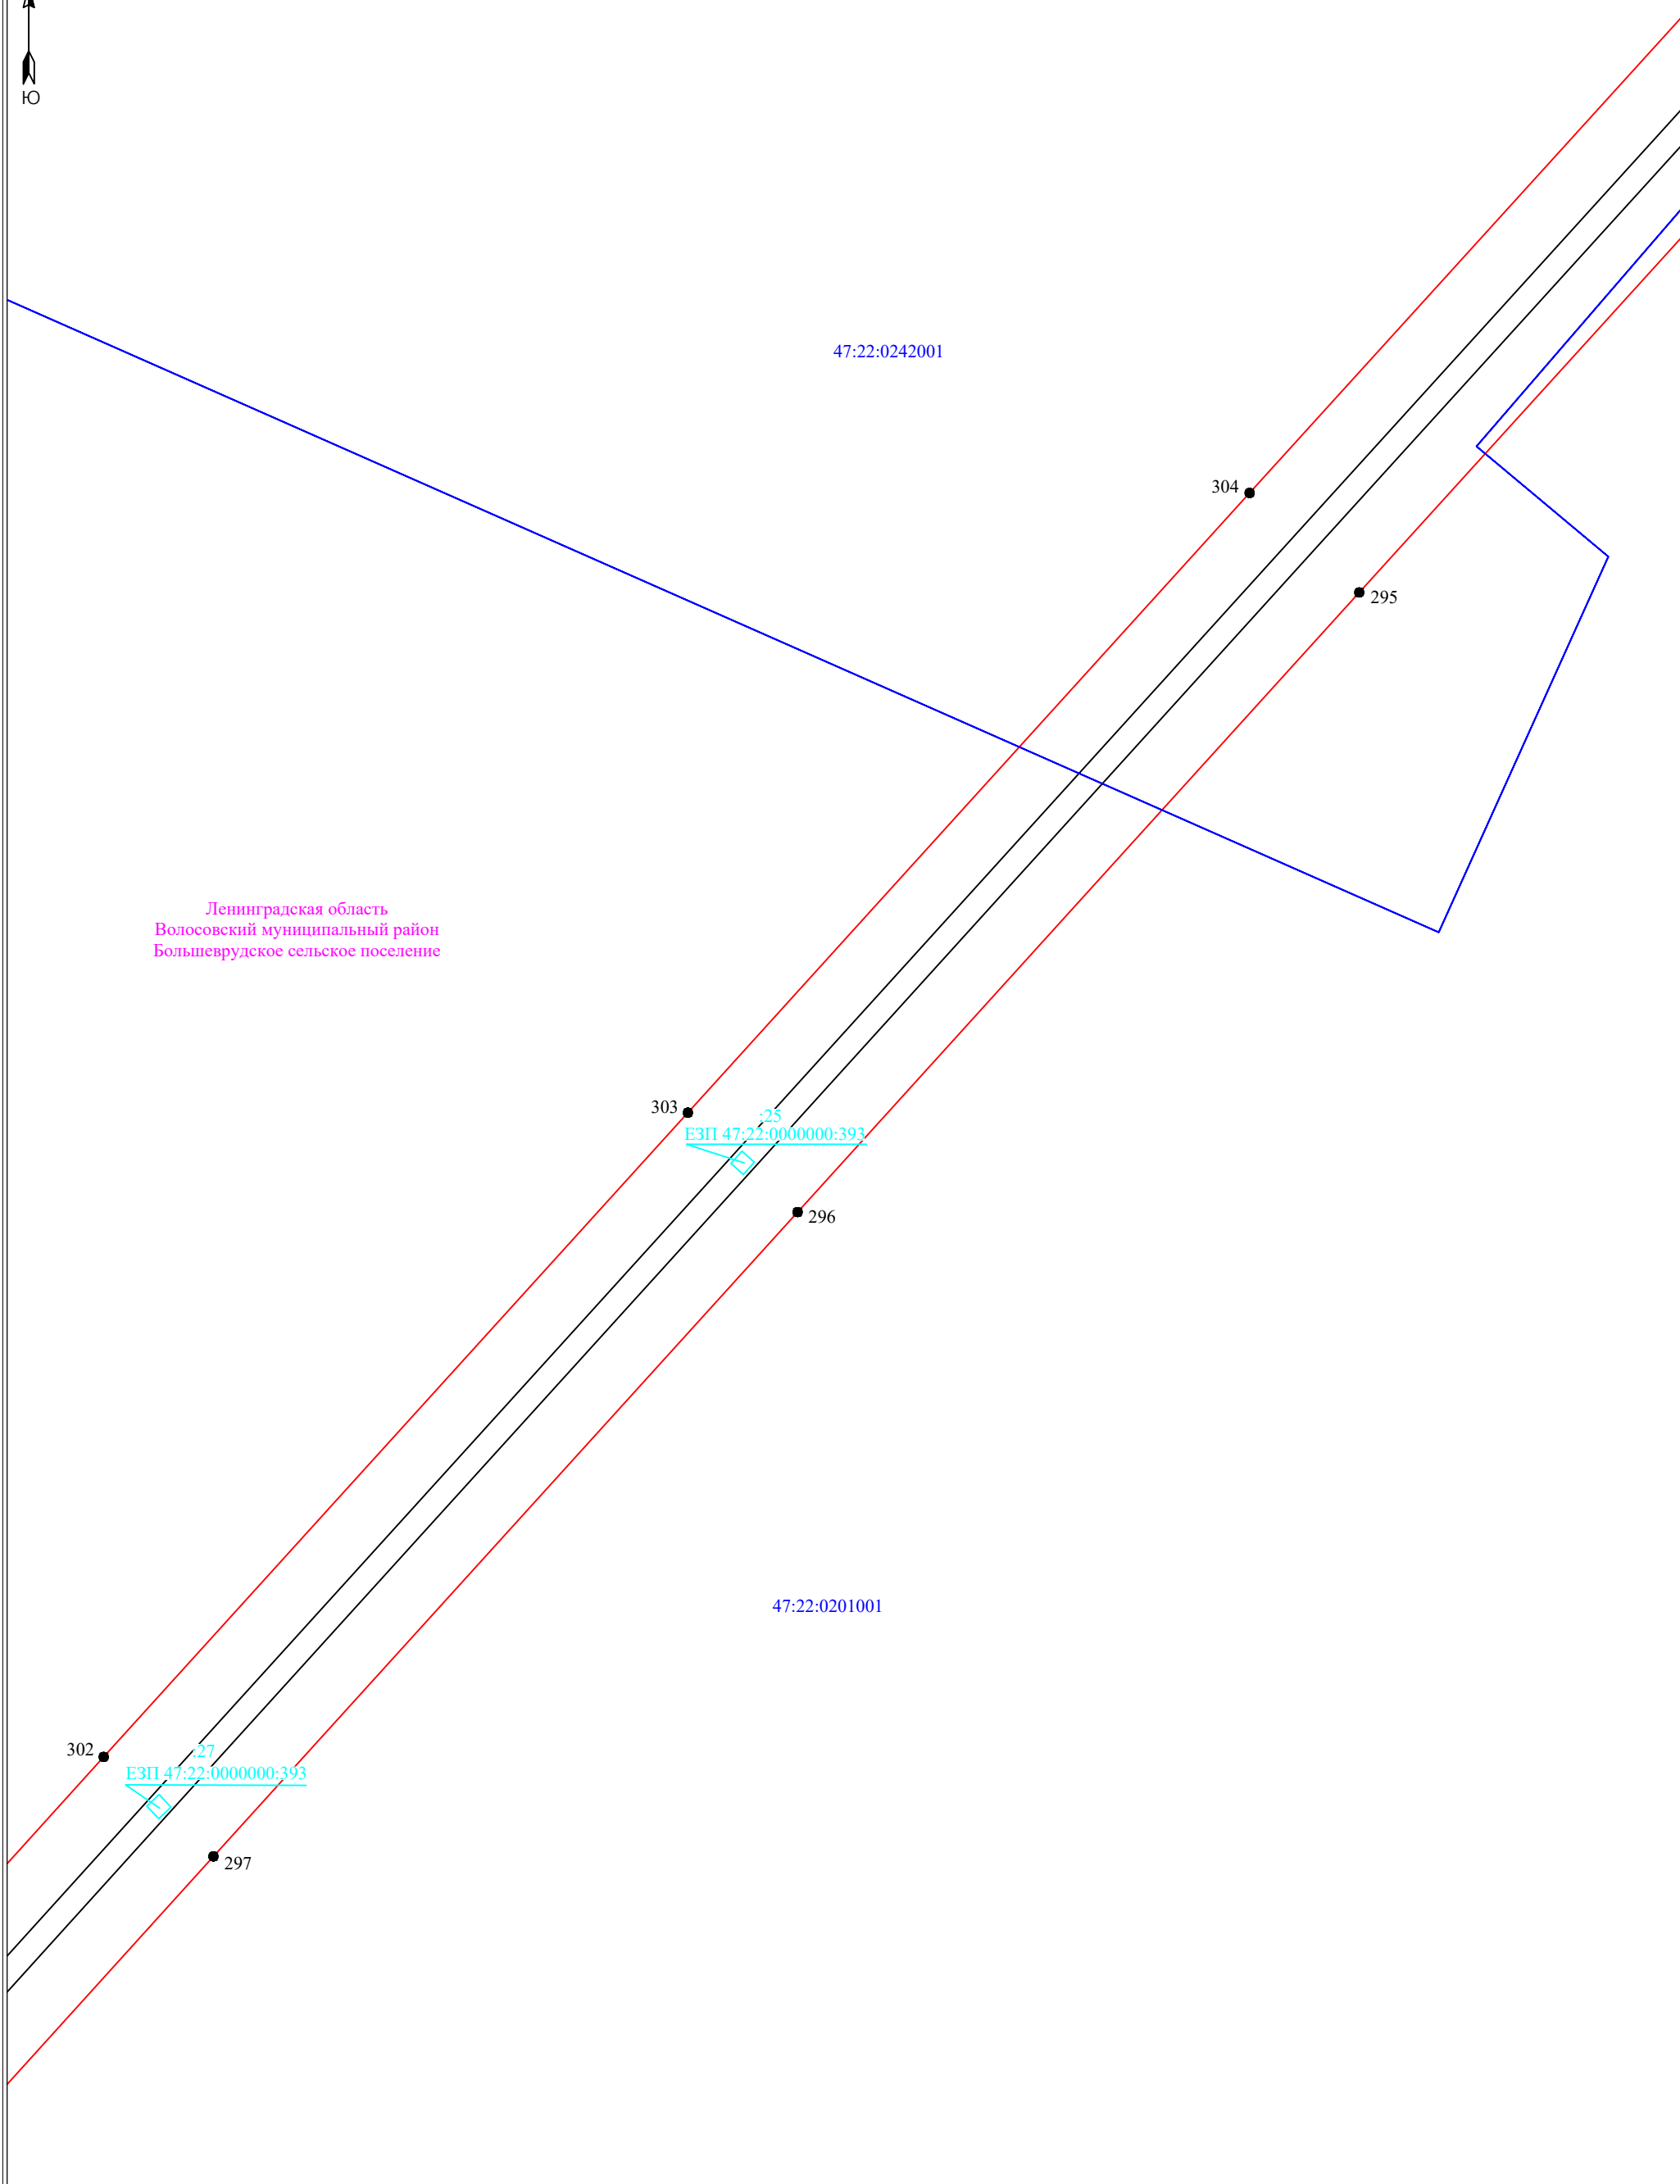 Ю
47:22:0242001
304
295
Ленинградская область
Волосовский муниципальный район
Большеврудское сельское поселение
303
:25
ЕЗП 47:22:0000000:393
296
47:22:0201001
302
:27
ЕЗП 47:22:0000000:393
297